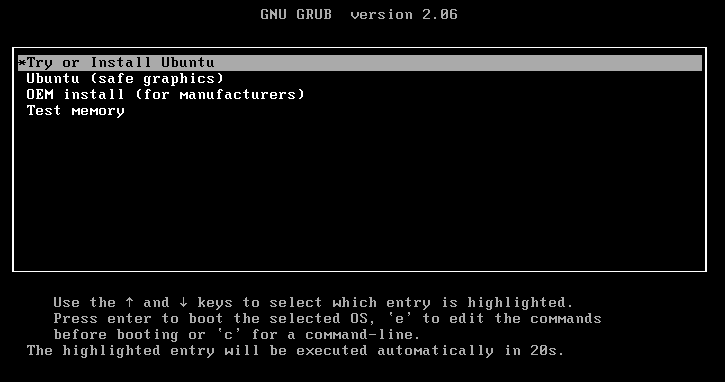 GNU GRUB  version 2.06
*Try or Install Ubuntu
Ubuntu (safe graphics)
OEM install (for manufacturers)
Test memory
Use the ↑ and ↓ keys to select which entry is highlighted.
Press enter to boot the selected OS, `e' to edit the commands
before booting or `c' for a command-line.
The highlighted entry will be executed automatically in 20s.